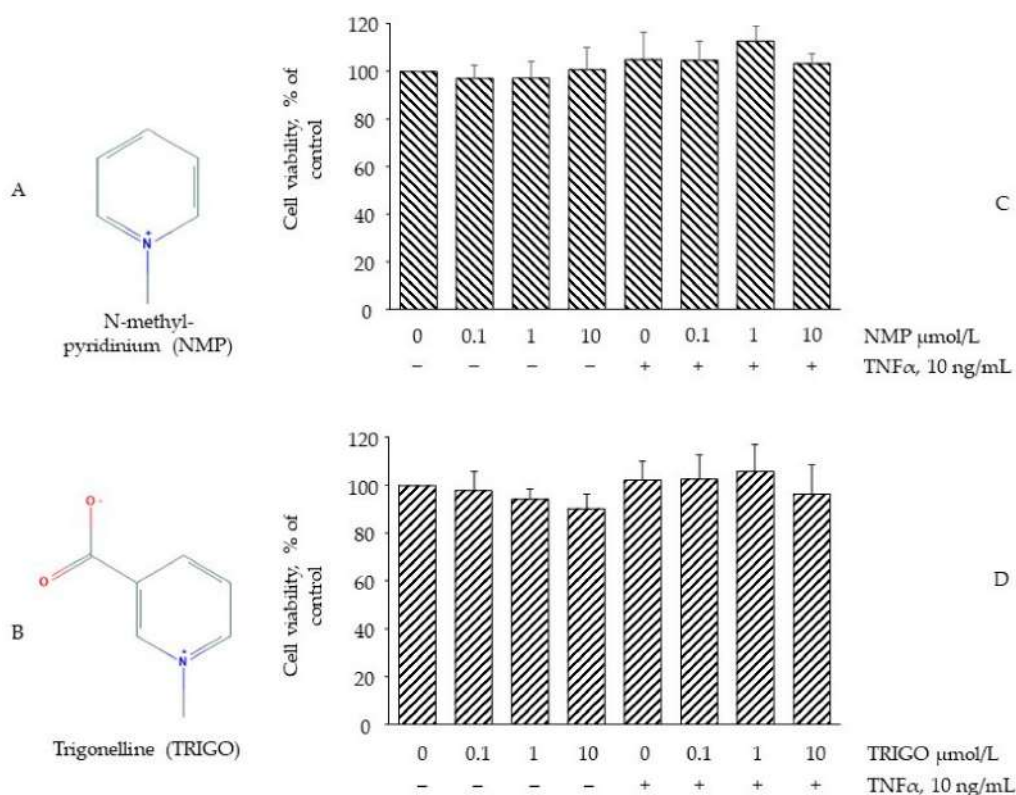 A
N
+
N-methyl-
pyridinium (NMP)
Cell viability, % of
control
120
100
80
60
40
20
0
0 0.1 1 10 0 0.1 1 10 NMP μmol/L
– – – – + + + + TNFα, 10 ng/mL
C
B
O -
O
N
+
Trigonelline (TRIGO)
Cell viability, % of
control
120
100
80
60
40
20
0
0 0.1 1 10 0 0.1 1 10 TRIGO μmol/L
– – – – + + + + TNFα, 10 ng/mL
D